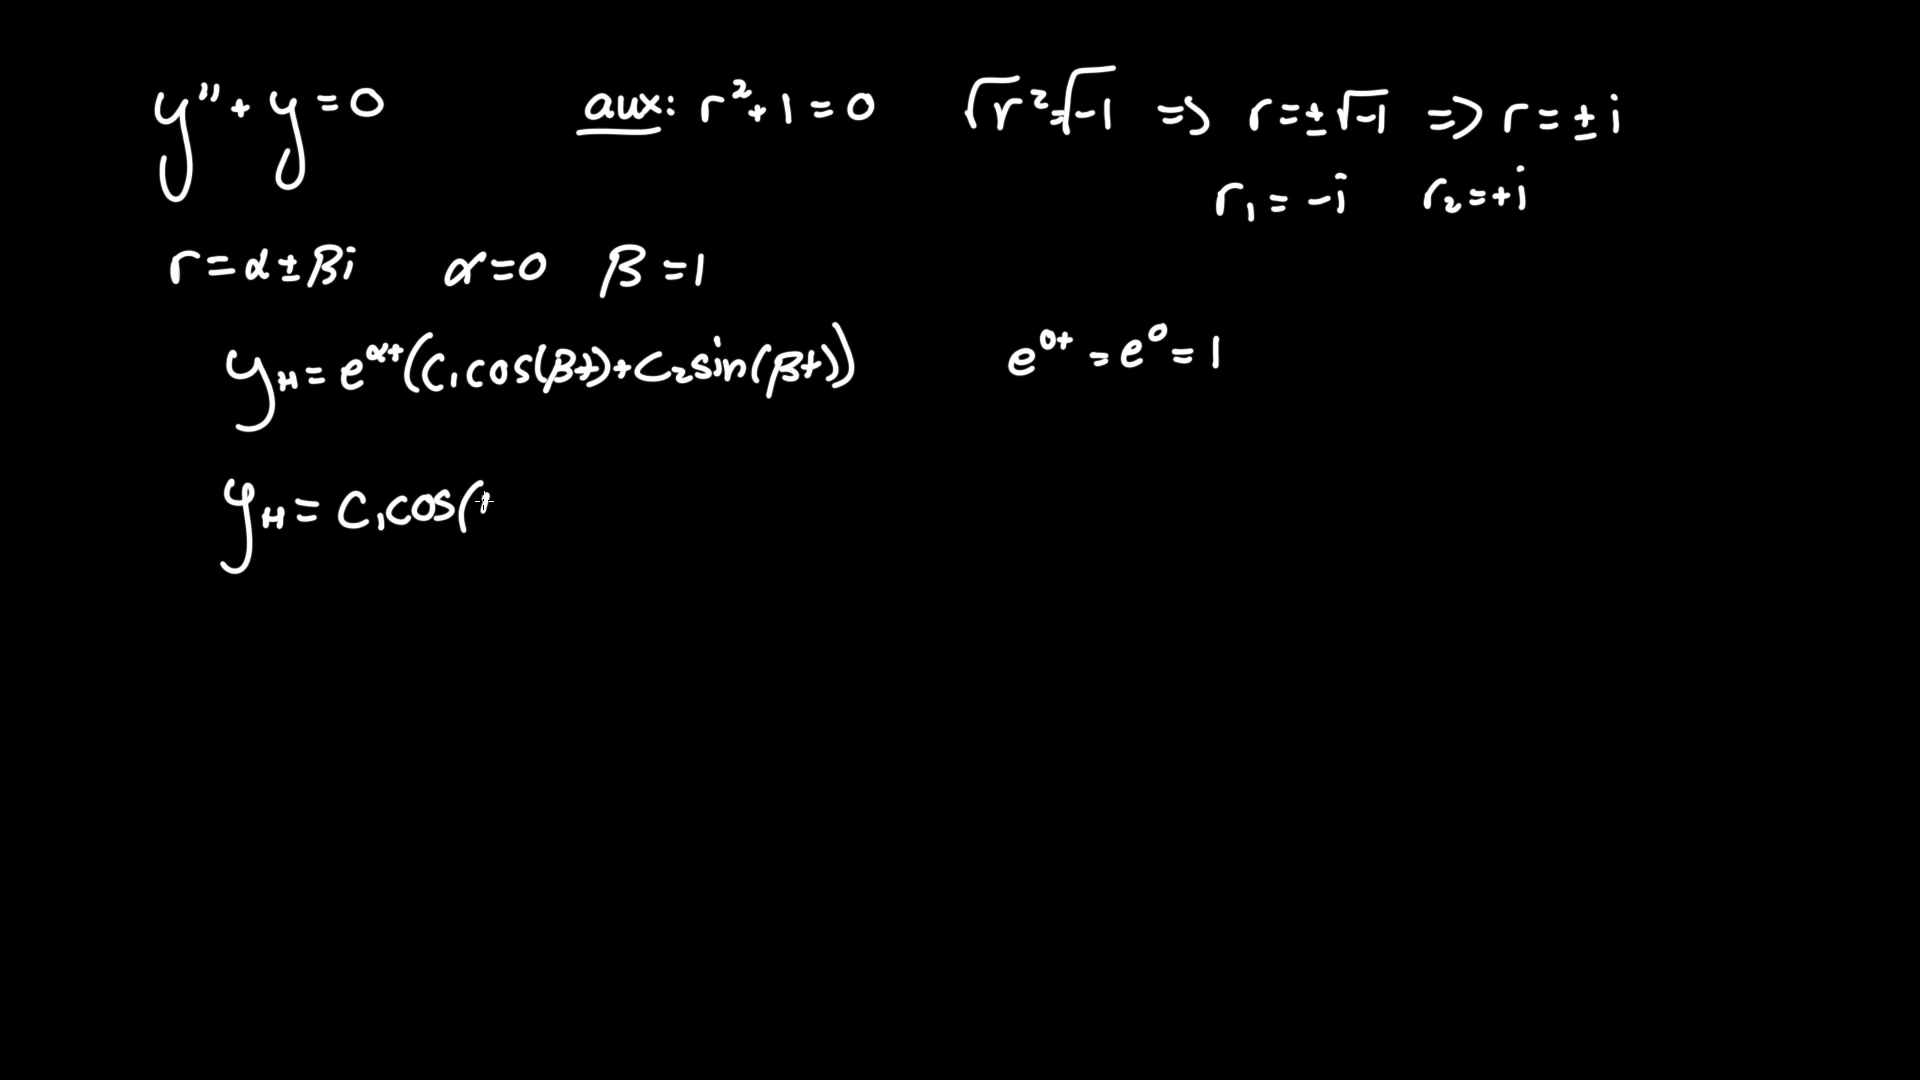 y'' + y = 0 aux: r² + 1 = 0 √r² = √-1 => r = ±√-1 => r = ± i
r₁ = -i r₂ = +i
r = α ± βi α = 0 β = 1
y_H = e^{αt}(C₁cos(βt) + C₂sin(βt)) e^{0t} = e⁰ = 1
y_H = C₁cos(